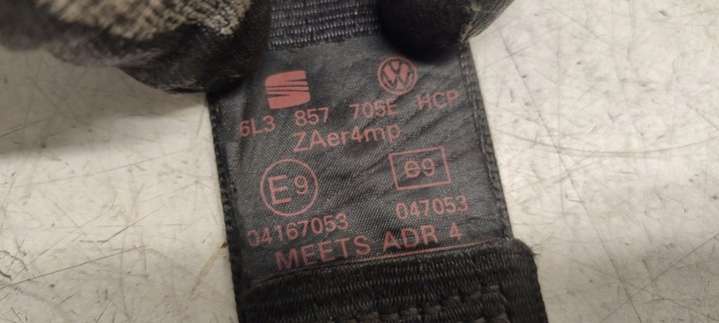 6L3 857 705E HCP
ZAer4mp
E9 e9
04167053 047053
MEETS ADR 4